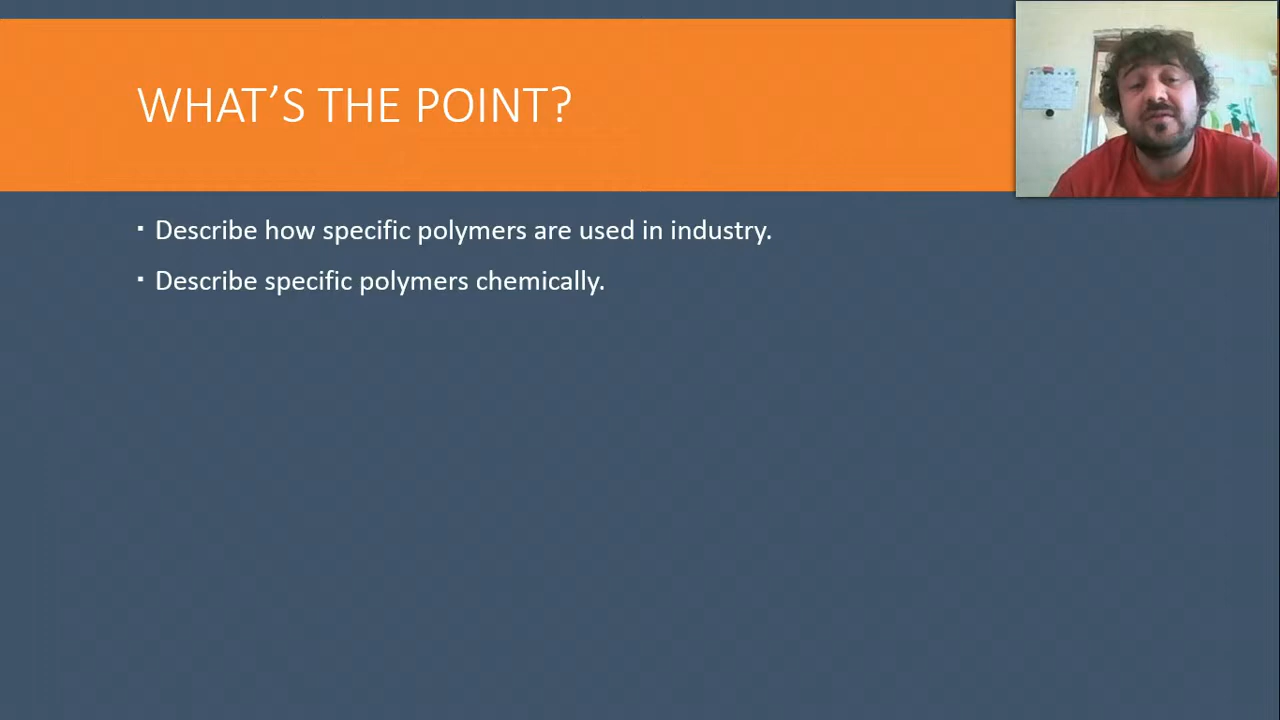 WHAT’S THE POINT?
▪ Describe how specific polymers are used in industry.
▪ Describe specific polymers chemically.